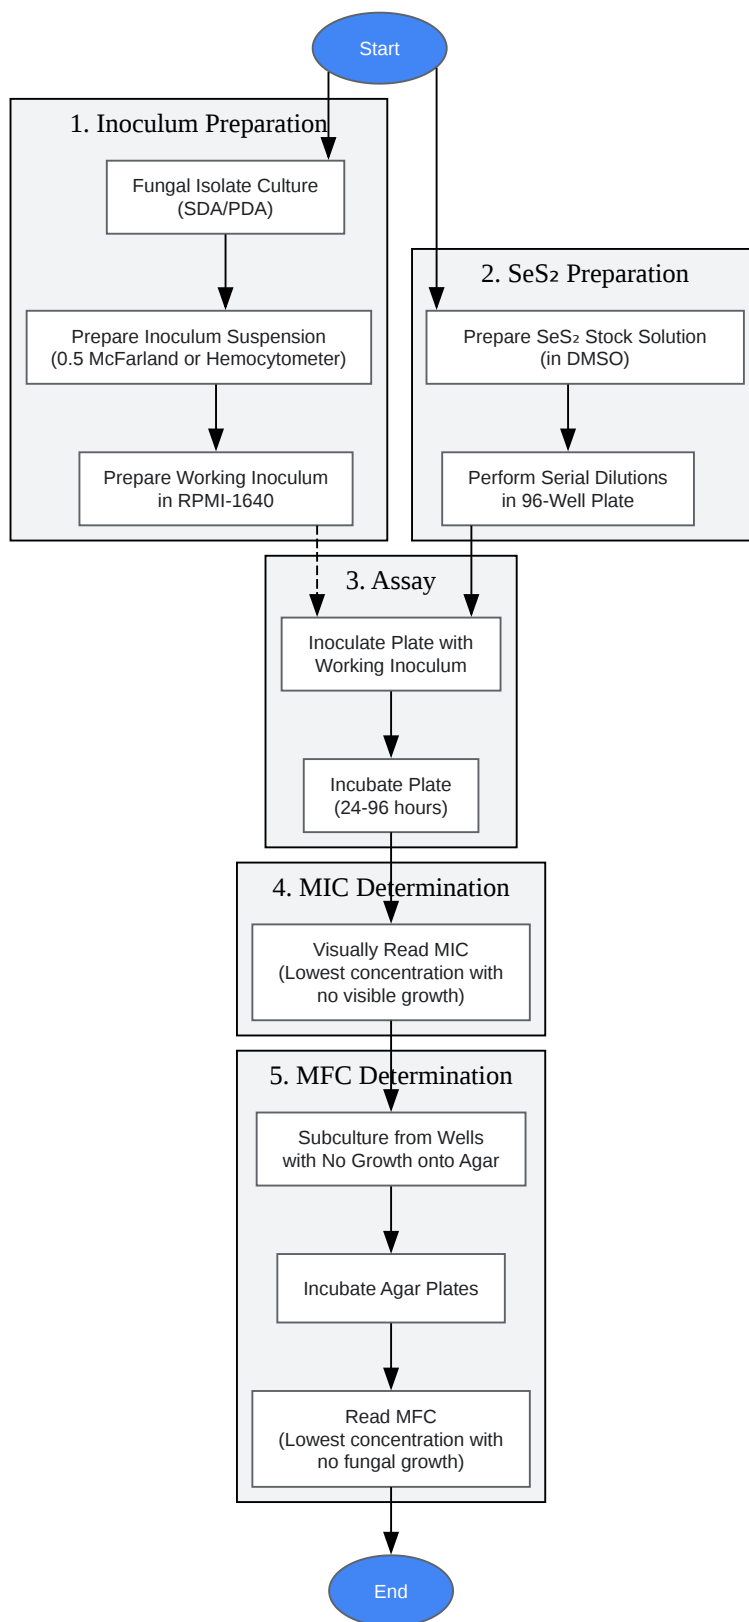 Start
1. Inoculum Preparation
Fungal Isolate Culture
(SDA/PDA)
Prepare Inoculum Suspension
(0.5 McFarland or Hemocytometer)
Prepare Working Inoculum
in RPMI-1640
2. SeS₂ Preparation
Prepare SeS₂ Stock Solution
(in DMSO)
Perform Serial Dilutions
in 96-Well Plate
3. Assay
Inoculate Plate with
Working Inoculum
Incubate Plate
(24-96 hours)
4. MIC Determination
Visually Read MIC
(Lowest concentration with
no visible growth)
5. MFC Determination
Subculture from Wells
with No Growth onto Agar
Incubate Agar Plates
Read MFC
(Lowest concentration with
no fungal growth)
End